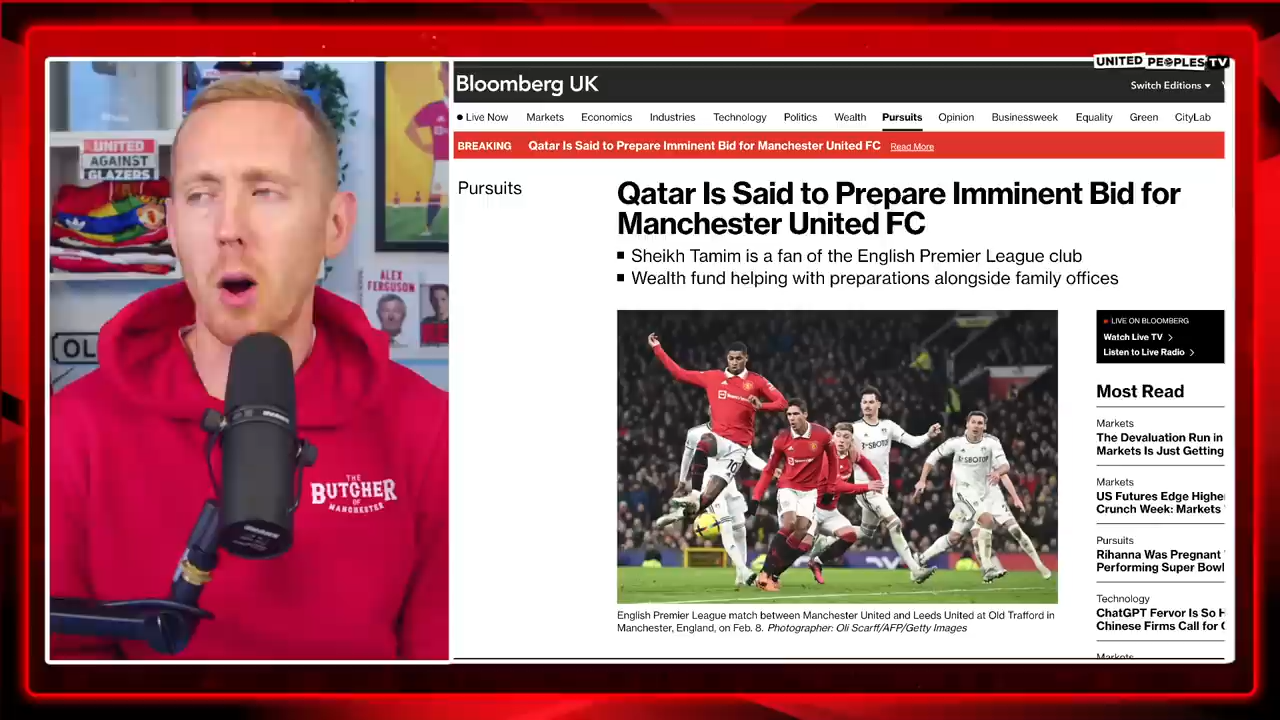 UNITED PEOPLES TV
UNITED
AGAINST
GLAZERS
ALEX
FERGUSON
OL
THE
BUTCHER
OF
MANCHESTER
Bloomberg UK
Switch Editions
Live Now Markets Economics Industries Technology Politics Wealth Pursuits Opinion Businessweek Equality Green CityLab
BREAKING Qatar Is Said to Prepare Imminent Bid for Manchester United FC Read More
Pursuits
Qatar Is Said to Prepare Imminent Bid for
Manchester United FC
Sheikh Tamim is a fan of the English Premier League club
Wealth fund helping with preparations alongside family offices
10
SBOTOP
English Premier League match between Manchester United and Leeds United at Old Trafford in
Manchester, England, on Feb. 8. Photographer: Oli Scarff/AFP/Getty Images
LIVE ON BLOOMBERG
Watch Live TV
Listen to Live Radio
Most Read
Markets
The Devaluation Run in
Markets Is Just Getting
Markets
US Futures Edge Higher
Crunch Week: Markets
Pursuits
Rihanna Was Pregnant
Performing Super Bowl
Technology
ChatGPT Fervor Is So H
Chinese Firms Call for C
Markets